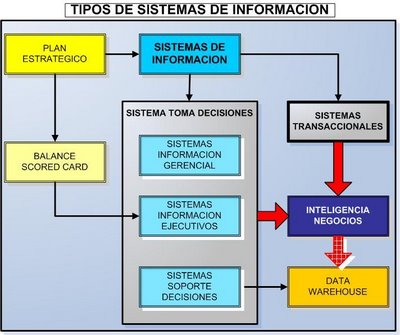 TIPOS DE SISTEMAS DE INFORMACION
PLAN
ESTRATEGICO
SISTEMAS DE
INFORMACION
SISTEMA TOMA DECISIONES
SISTEMAS
TRANSACCIONALES
SISTEMAS
INFORMACION
GERENCIAL
BALANCE
SCORED CARD
SISTEMAS
INFORMACION
EJECUTIVOS
INTELIGENCIA
NEGOCIOS
SISTEMAS
SOPORTE
DECISIONES
DATA
WAREHOUSE